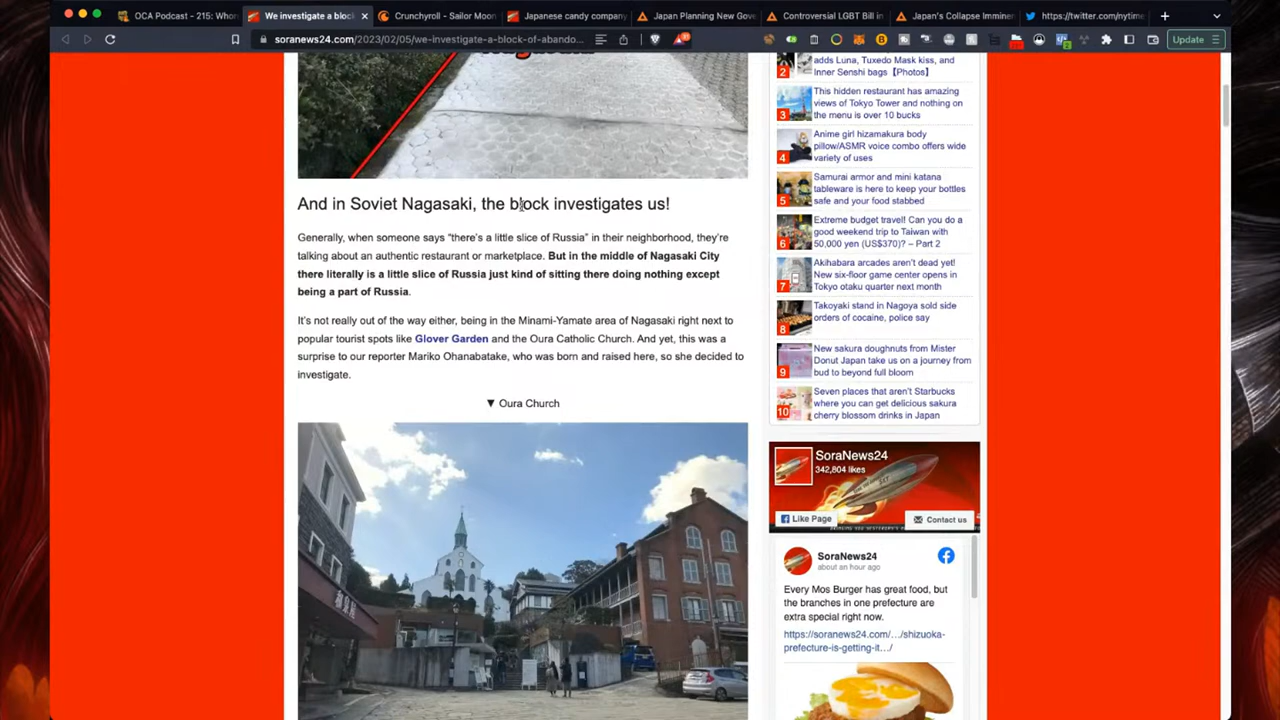 OCA Podcast - 215: Whor
We investigate a bloc
Crunchyroll - Sailor Moon
Japanese candy company
Japan Planning New Gove
Controversial LGBT Bill in
Japan's Collapse Imminen
https://twitter.com/nytime
soranews24.com/2023/02/05/we-investigate-a-block-of-abando...
Update
And in Soviet Nagasaki, the block investigates us!
Generally, when someone says “there’s a little slice of Russia” in their neighborhood, they’re
talking about an authentic restaurant or marketplace. But in the middle of Nagasaki City
there literally is a little slice of Russia just kind of sitting there doing nothing except
being a part of Russia.
It’s not really out of the way either, being in the Minami-Yamate area of Nagasaki right next to
popular tourist spots like Glover Garden and the Oura Catholic Church. And yet, this was a
surprise to our reporter Mariko Ohanabatake, who was born and raised here, so she decided to
investigate.
▼ Oura Church
2
adds Luna, Tuxedo Mask kiss, and
Inner Senshi bags【Photos】
3
This hidden restaurant has amazing
views of Tokyo Tower and nothing on
the menu is over 10 bucks
4
Anime girl hizamakura body
pillow/ASMR voice combo offers wide
variety of uses
5
Samurai armor and mini katana
tableware is here to keep your bottles
safe and your food stabbed
6
Extreme budget travel! Can you do a
good weekend trip to Taiwan with
50,000 yen (US$370)? – Part 2
7
Akihabara arcades aren’t dead yet!
New six-floor game center opens in
Tokyo otaku quarter next month
8
Takoyaki stand in Nagoya sold side
orders of cocaine, police say
9
New sakura doughnuts from Mister
Donut Japan take us on a journey from
bud to beyond full bloom
10
Seven places that aren’t Starbucks
where you can get delicious sakura
cherry blossom drinks in Japan
SoraNews24
342,804 likes
Like Page
Contact us
SoraNews24
about an hour ago
Every Mos Burger has great food, but
the branches in one prefecture are
extra special right now.
https://soranews24.com/.../shizuoka-
prefecture-is-getting-it.../